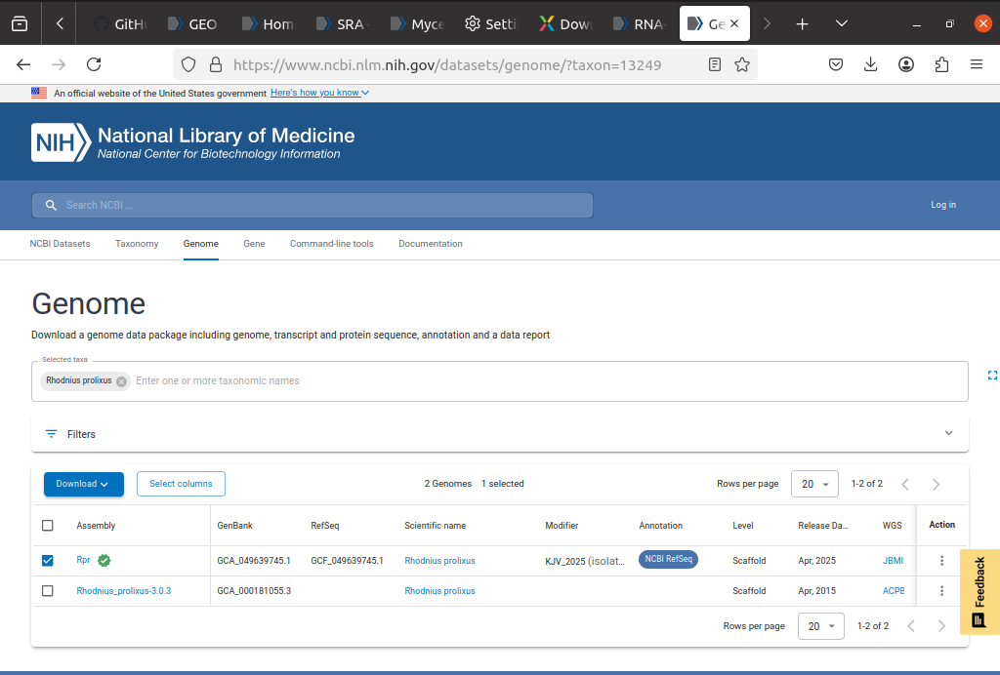 GitH GEO Hom SRA - Myce Setti Dow RNA- Ge
https://www.ncbi.nlm.nih.gov/datasets/genome/?taxon=13249
An official website of the United States government Here's how you know
NIH National Library of Medicine
National Center for Biotechnology Information
Search NCBI ... Log in
NCBI Datasets Taxonomy Genome Gene Command-line tools Documentation
Genome
Download a genome data package including genome, transcript and protein sequence, annotation and a data report
Selected taxa
Rhodnius prolixus Enter one or more taxonomic names
Filters
Download Select columns 2 Genomes 1 selected Rows per page 20 1-2 of 2
Assembly GenBank RefSeq Scientific name Modifier Annotation Level Release Da... WGS Action
Rpr GCA_049639745.1 GCF_049639745.1 Rhodnius prolixus KJV_2025 (isolat... NCBI RefSeq Scaffold Apr, 2025 JBMI
Rhodnius_prolixus-3.0.3 GCA_000181055.3 Rhodnius prolixus Scaffold Apr, 2015 ACPB
Rows per page 20 1-2 of 2
Feedback